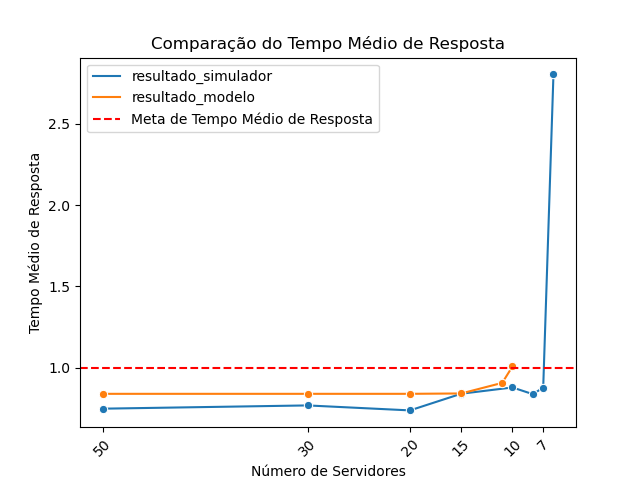 Comparação do Tempo Médio de Resposta
resultado_simulador
resultado_modelo
Meta de Tempo Médio de Resposta
Tempo Médio de Resposta
2.5
2.0
1.5
1.0
50
30
20
15
10
7
Número de Servidores